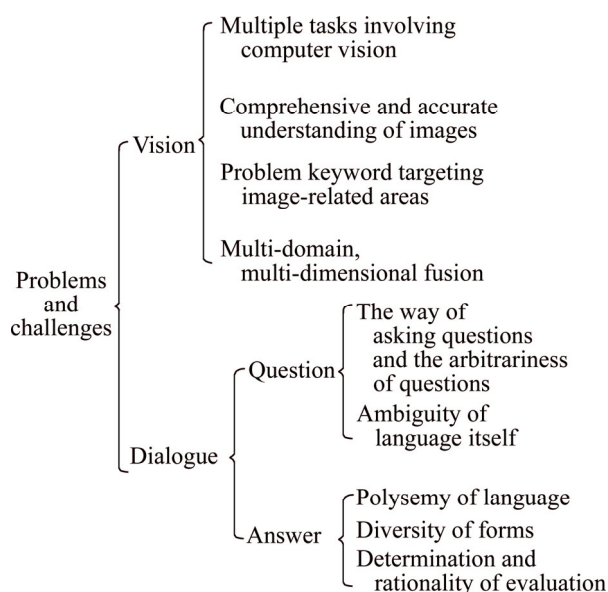 Multiple tasks involving
computer vision
Comprehensive and accurate
understanding of images
Vision
Problem keyword targeting
image-related areas
Multi-domain,
multi-dimensional fusion
Problems
and
challenges
The way of
asking questions
and the arbitrariness
of questions
Question
Ambiguity of
language itself
Dialogue
Polysemy of language
Answer
Diversity of forms
Determination and
rationality of evaluation